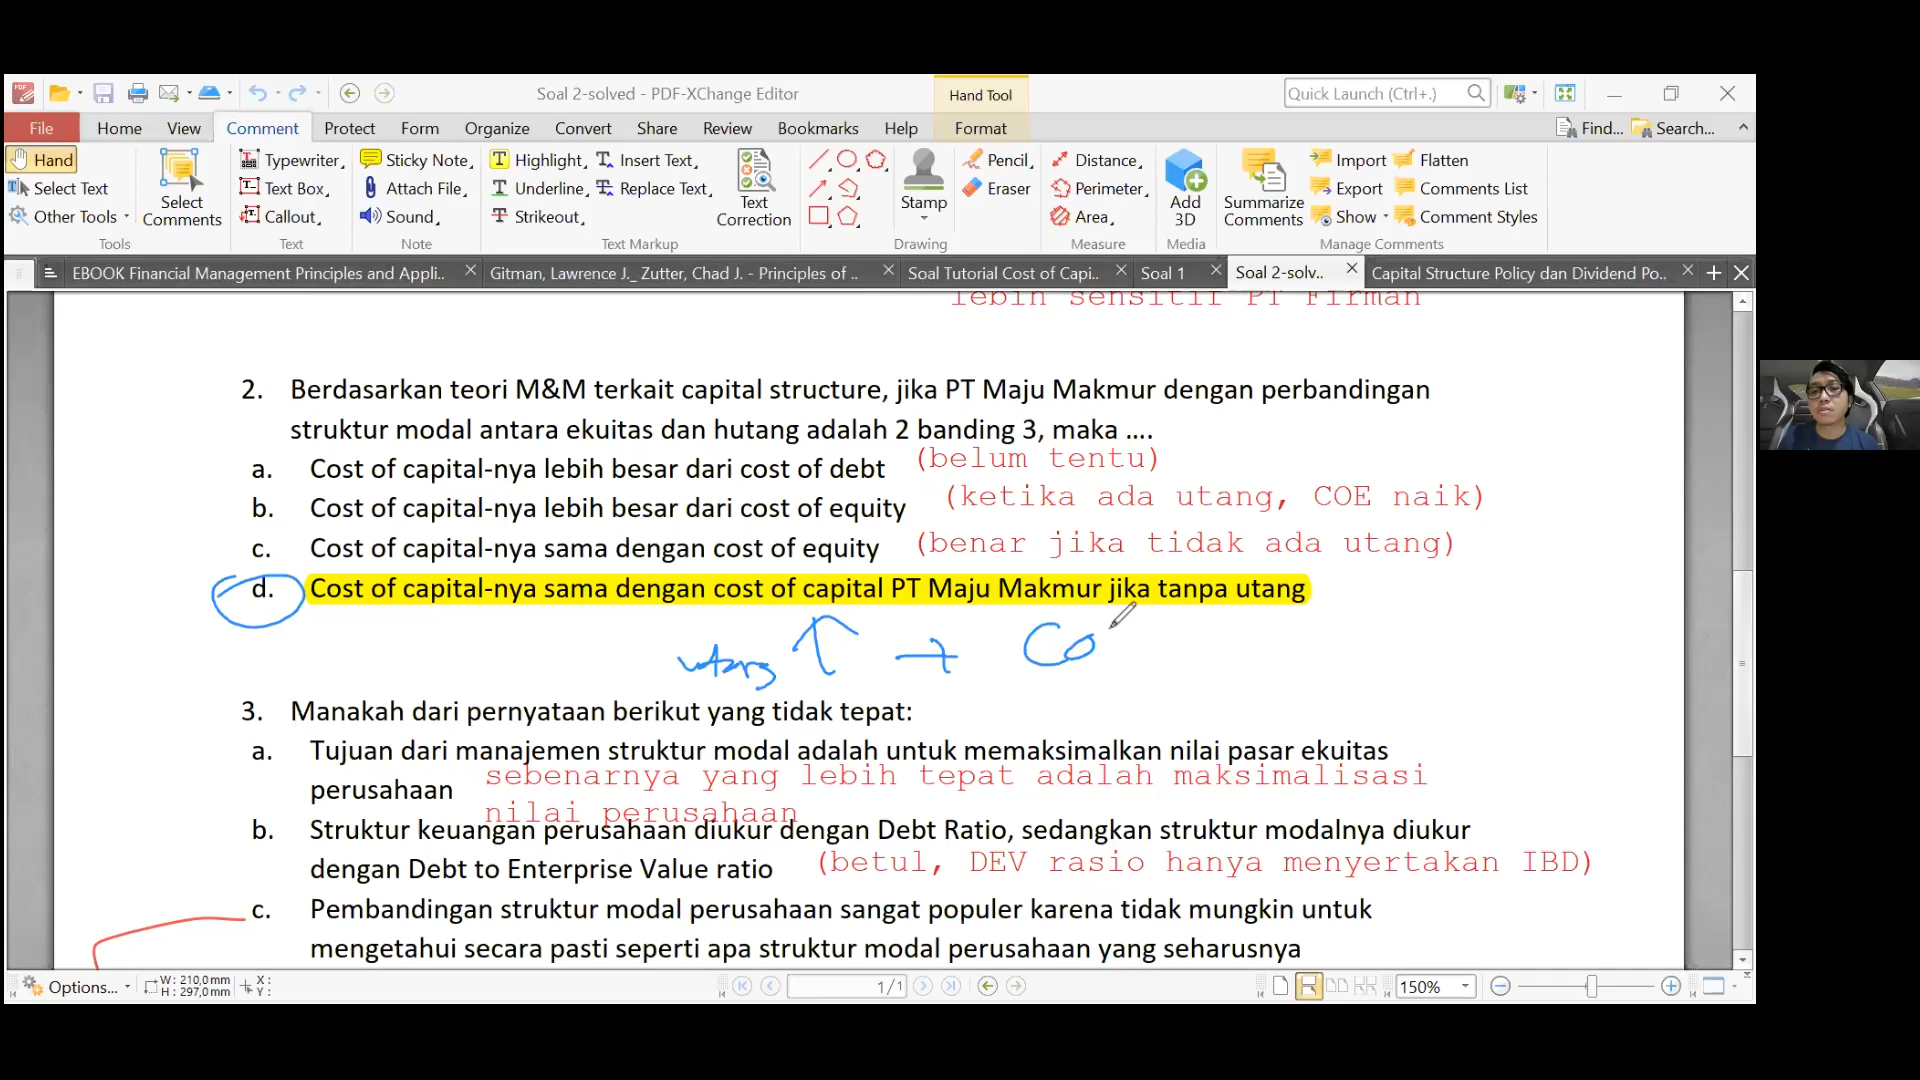 Soal 2-solved - PDF-XChange Editor
Hand Tool
Quick Launch (Ctrl+.)
File Home View Comment Protect Form Organize Convert Share Review Bookmarks Help Format Find... Search...
Hand
Select Text
Other Tools
Tools
Select Comments
Typewriter
Text Box
Callout
Text
Sticky Note
Attach File
Sound
Note
Highlight
Underline
Strikeout
Insert Text
Replace Text
Text Markup
Text Correction
Stamp
Drawing
Pencil
Eraser
Distance
Perimeter
Area
Measure
Add 3D
Media
Summarize Comments
Import
Export
Show
Flatten
Comments List
Comment Styles
Manage Comments
EBOOK Financial Management Principles and Appli..
Gitman, Lawrence J._ Zutter, Chad J. - Principles of ..
Soal Tutorial Cost of Capi..
Soal 1
Soal 2-solv..
Capital Structure Policy dan Dividend Po..
lebih sensitif PT Firman
2. Berdasarkan teori M&M terkait capital structure, jika PT Maju Makmur dengan perbandingan
struktur modal antara ekuitas dan hutang adalah 2 banding 3, maka ....
a. Cost of capital-nya lebih besar dari cost of debt (belum tentu)
b. Cost of capital-nya lebih besar dari cost of equity (ketika ada utang, COE naik)
c. Cost of capital-nya sama dengan cost of equity (benar jika tidak ada utang)
d. Cost of capital-nya sama dengan cost of capital PT Maju Makmur jika tanpa utang
utang ↑ → Co
3. Manakah dari pernyataan berikut yang tidak tepat:
a. Tujuan dari manajemen struktur modal adalah untuk memaksimalkan nilai pasar ekuitas
perusahaan
sebenarnya yang lebih tepat adalah maksimalisasi
nilai perusahaan
b. Struktur keuangan perusahaan diukur dengan Debt Ratio, sedangkan struktur modalnya diukur
dengan Debt to Enterprise Value ratio (betul, DEV rasio hanya menyertakan IBD)
c. Pembandingan struktur modal perusahaan sangat populer karena tidak mungkin untuk
mengetahui secara pasti seperti apa struktur modal perusahaan yang seharusnya
Options...
W: 210,0mm
H: 297,0mm
X:
Y:
1/1
150%